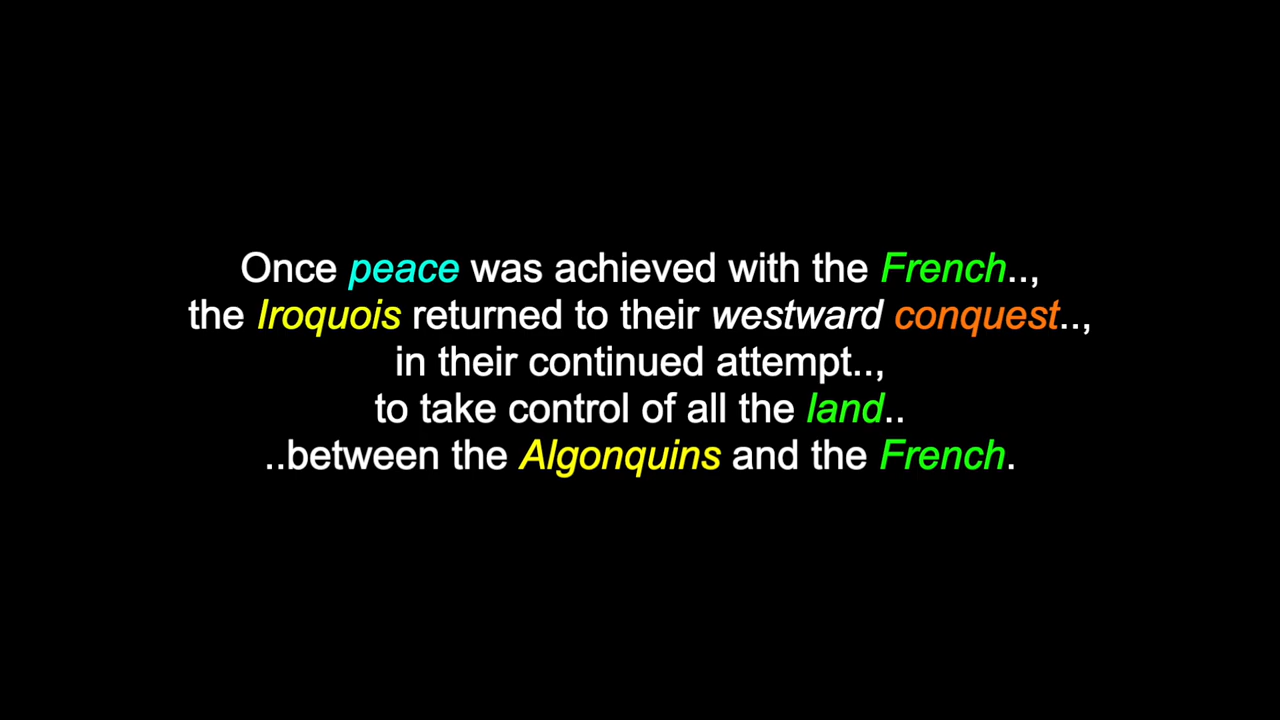 Once peace was achieved with the French..,
the Iroquois returned to their westward conquest..,
in their continued attempt..,
to take control of all the land..
..between the Algonquins and the French.